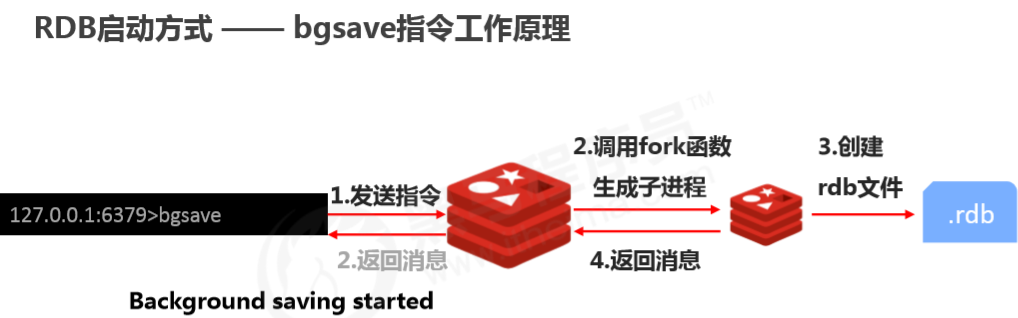 RDB启动方式 —— bgsave指令工作原理
127.0.0.1:6379>bgsave
1.发送指令
2.返回消息
Background saving started
2.调用fork函数
生成子进程
4.返回消息
3.创建
rdb文件
.rdb